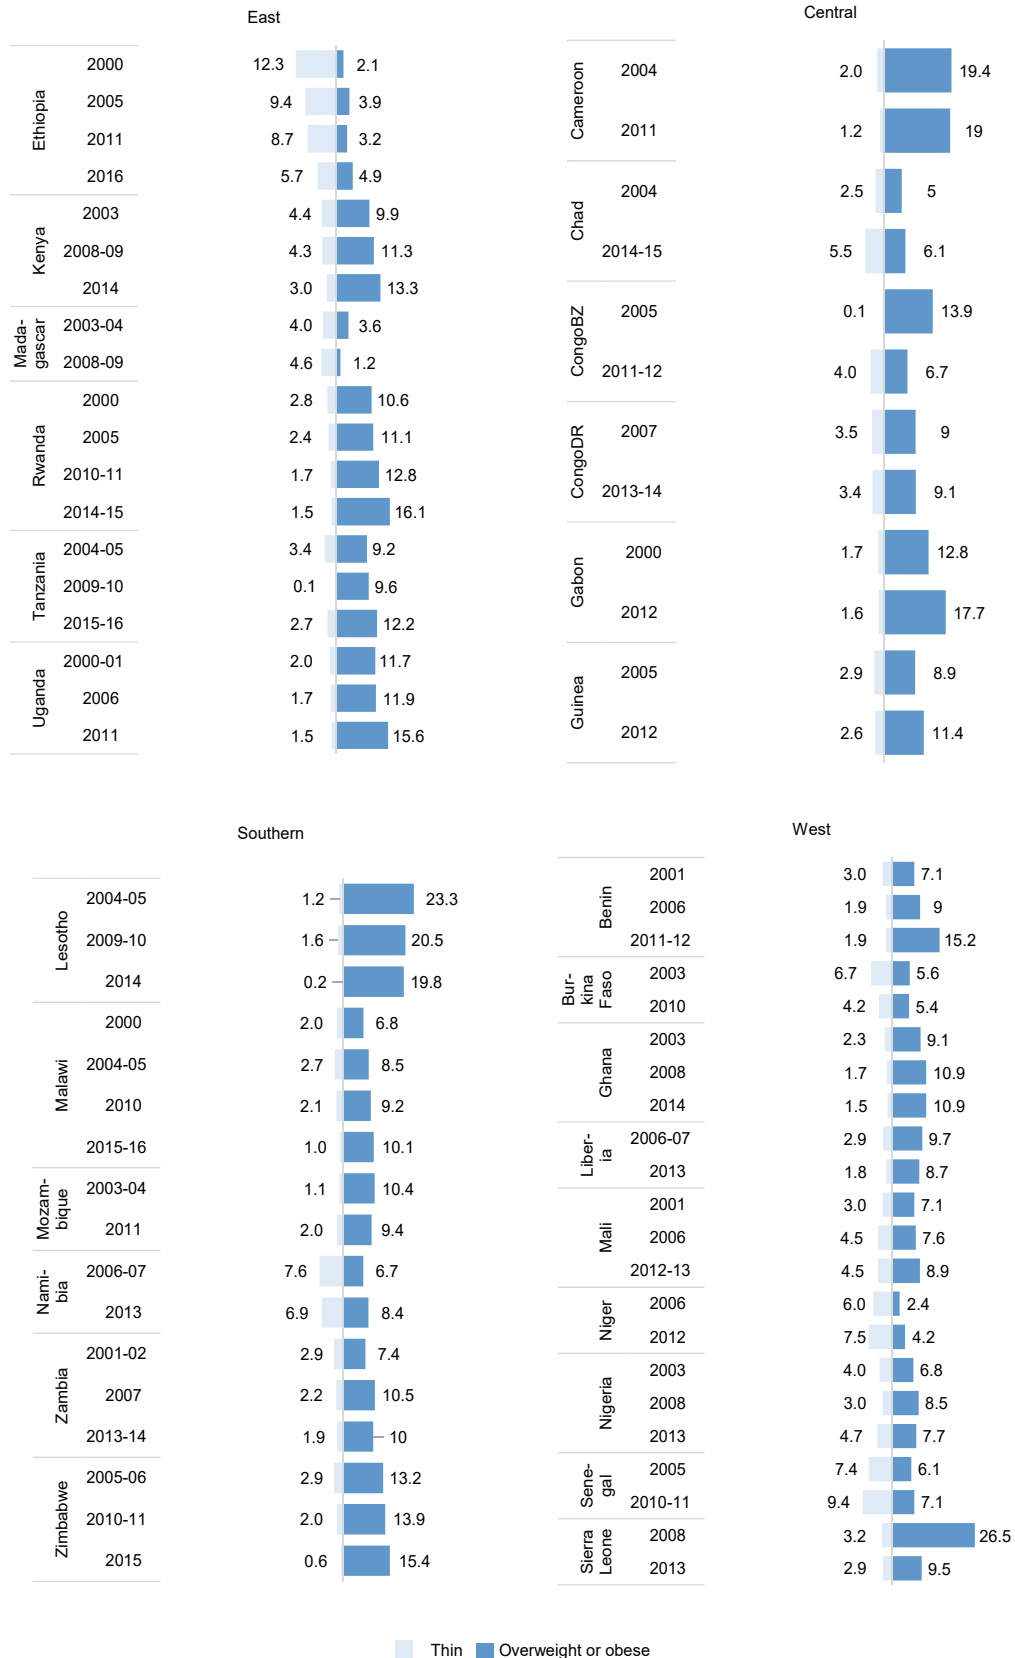 East
Ethiopia
2000 12.3 2.1
2005 9.4 3.9
2011 8.7 3.2
2016 5.7 4.9
Kenya
2003 4.4 9.9
2008-09 4.3 11.3
2014 3.0 13.3
Mada-
gascar
2003-04 4.0 3.6
2008-09 4.6 1.2
Rwanda
2000 2.8 10.6
2005 2.4 11.1
2010-11 1.7 12.8
2014-15 1.5 16.1
Tanzania
2004-05 3.4 9.2
2009-10 0.1 9.6
2015-16 2.7 12.2
Uganda
2000-01 2.0 11.7
2006 1.7 11.9
2011 1.5 15.6
Central
Cameroon
2004 2.0 19.4
2011 1.2 19
Chad
2004 2.5 5
2014-15 5.5 6.1
CongoBZ
2005 0.1 13.9
2011-12 4.0 6.7
CongoDR
2007 3.5 9
2013-14 3.4 9.1
Gabon
2000 1.7 12.8
2012 1.6 17.7
Guinea
2005 2.9 8.9
2012 2.6 11.4
Southern
Lesotho
2004-05 1.2 23.3
2009-10 1.6 20.5
2014 0.2 19.8
Malawi
2000 2.0 6.8
2004-05 2.7 8.5
2010 2.1 9.2
2015-16 1.0 10.1
Mozam-
bique
2003-04 1.1 10.4
2011 2.0 9.4
Nami-
bia
2006-07 7.6 6.7
2013 6.9 8.4
Zambia
2001-02 2.9 7.4
2007 2.2 10.5
2013-14 1.9 10
Zimbabwe
2005-06 2.9 13.2
2010-11 2.0 13.9
2015 0.6 15.4
West
Benin
2001 3.0 7.1
2006 1.9 9
2011-12 1.9 15.2
Bur-
kina
Faso
2003 6.7 5.6
2010 4.2 5.4
Ghana
2003 2.3 9.1
2008 1.7 10.9
2014 1.5 10.9
Liber-
ia
2006-07 2.9 9.7
2013 1.8 8.7
Mali
2001 3.0 7.1
2006 4.5 7.6
2012-13 4.5 8.9
Niger
2006 6.0 2.4
2012 7.5 4.2
Nigeria
2003 4.0 6.8
2008 3.0 8.5
2013 4.7 7.7
Sene-
gal
2005 7.4 6.1
2010-11 9.4 7.1
Sierra
Leone
2008 3.2 26.5
2013 2.9 9.5
Thin Overweight or obese